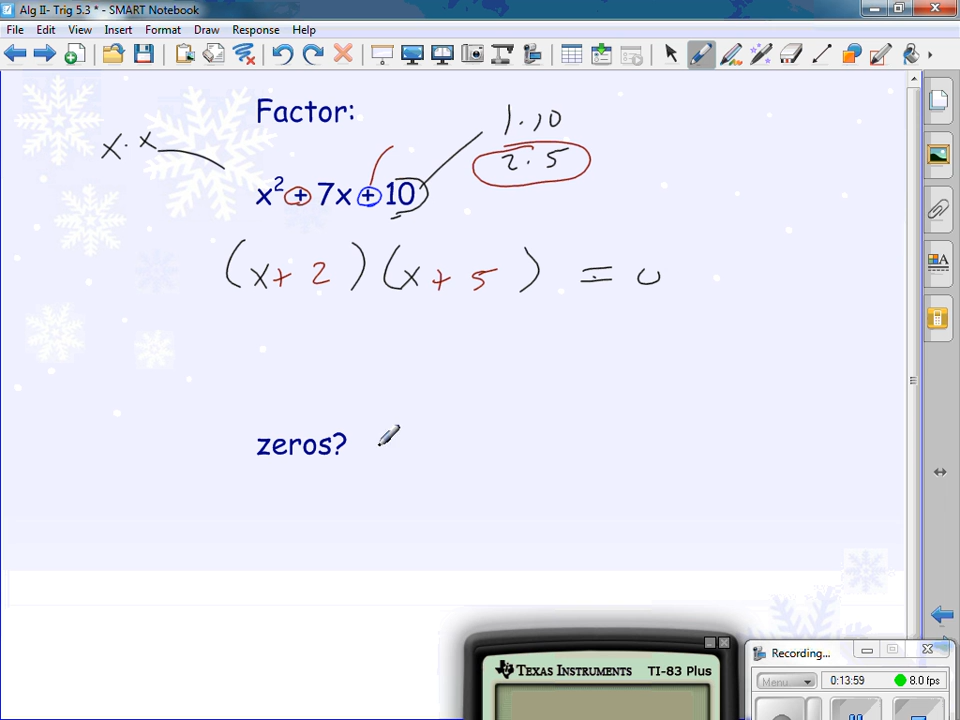 Alg II- Trig 5.3 * - SMART Notebook
File Edit View Insert Format Draw Response Help
Factor:
1·10
x·x
2·5
x² + 7x + 10
(x + 2)(x + 5) = 0
zeros?
TEXAS INSTRUMENTS TI-83 Plus
Recording...
Menu 0:13:59 8.0 fps